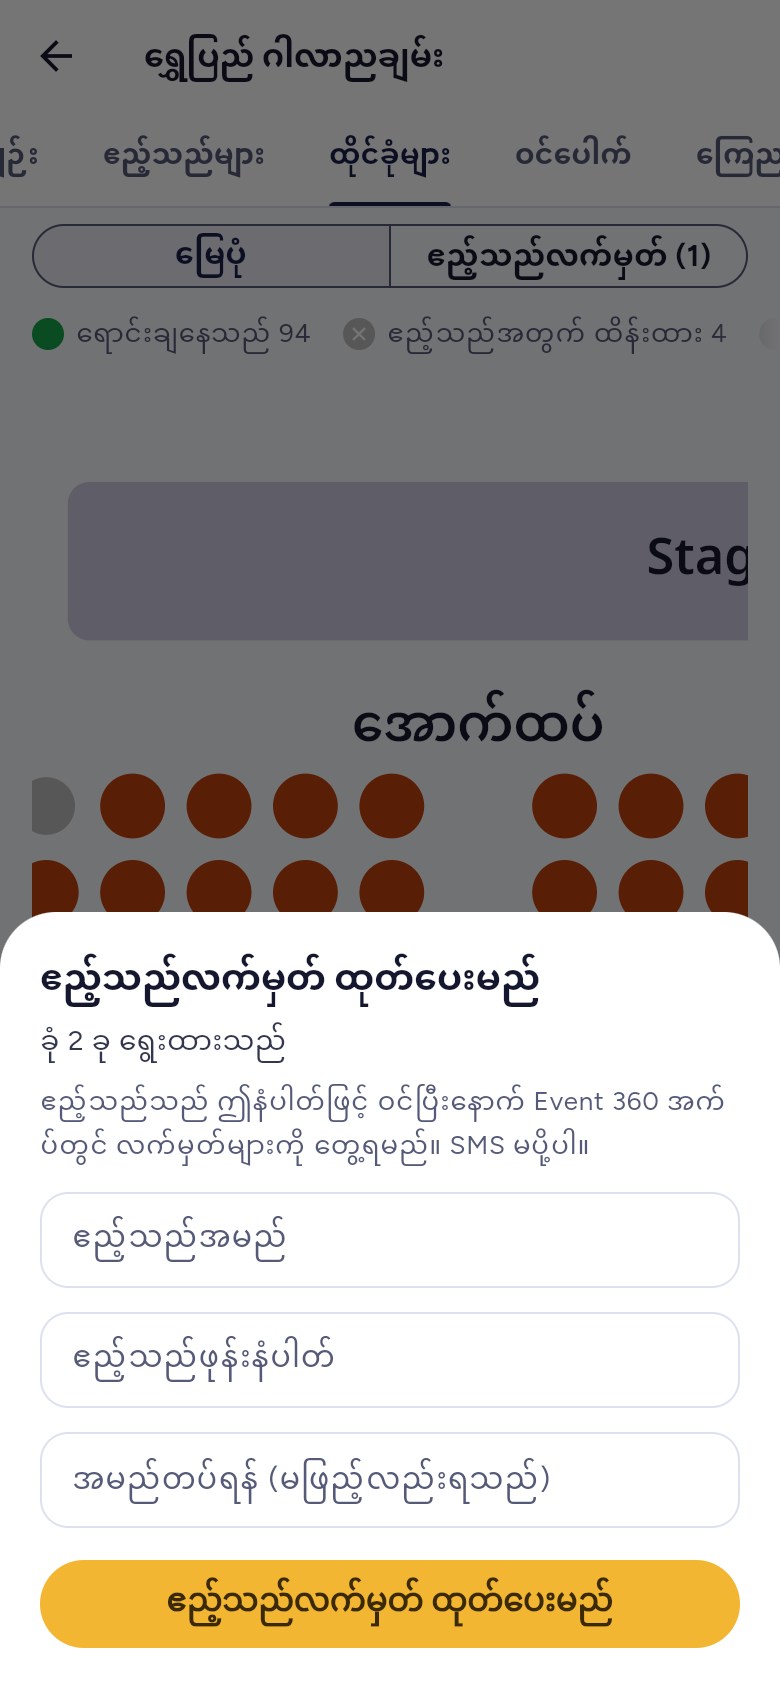 ရွှေပြည် ဂါလာညချမ်း
ဧည့်သည်များ
ထိုင်ခုံများ
ဝင်ပေါက်
မြေပုံ
ဧည့်သည်လက်မှတ် (1)
ရောင်းချနေသည် 94
ဧည့်သည်အတွက် ထိန်းထား 4
Stag
အောက်ထပ်
ဧည့်သည်လက်မှတ် ထုတ်ပေးမည်
ခုံ 2 ခု ရွေးထားသည်
ဧည့်သည်သည် ဤနံပါတ်ဖြင့် ဝင်ပြီးနောက် Event 360 အက်
ပ်တွင် လက်မှတ်များကို တွေ့ရမည်။ SMS မပို့ပါ။
ဧည့်သည်အမည်
ဧည့်သည်ဖုန်းနံပါတ်
အမည်တပ်ရန် (မဖြည့်လည်းရသည်)
ဧည့်သည်လက်မှတ် ထုတ်ပေးမည်